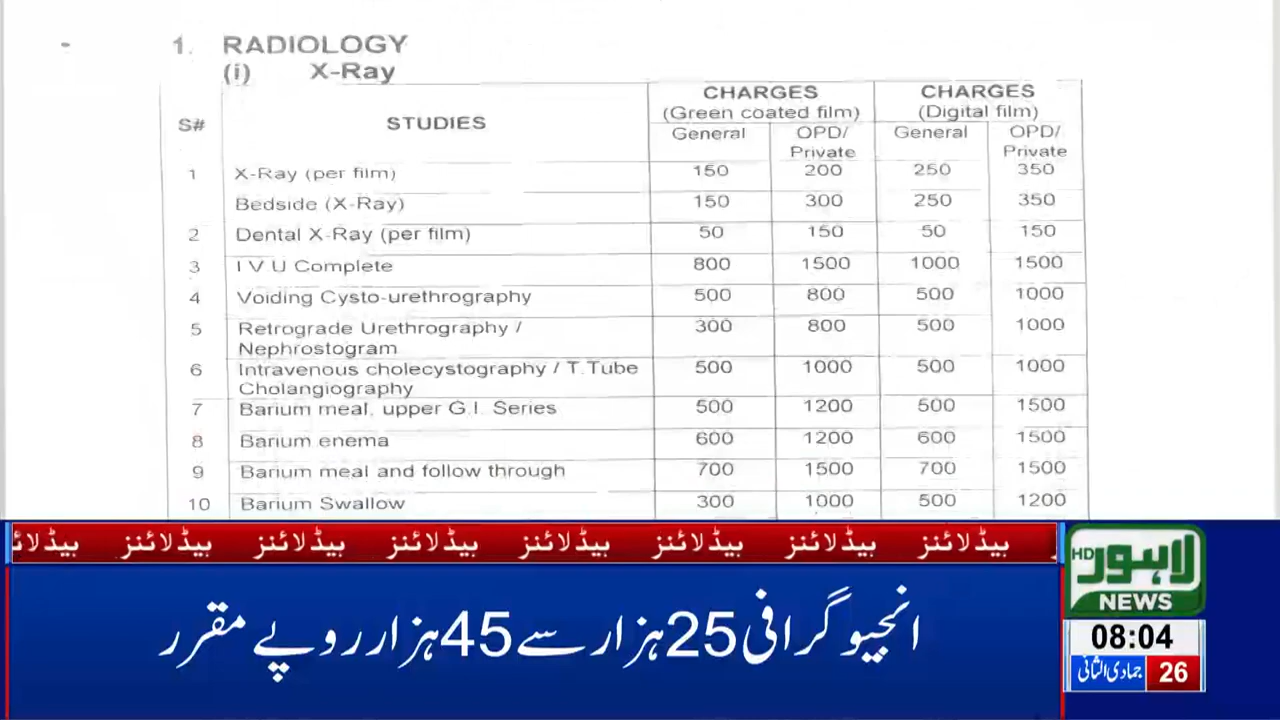 1. RADIOLOGY
(i) X-Ray
S# STUDIES CHARGES (Green coated film) CHARGES (Digital film)
General OPD/ Private General OPD/ Private
1 X-Ray (per film) 150 200 250 350
Bedside (X-Ray) 150 300 250 350
2 Dental X-Ray (per film) 50 150 50 150
3 I V U Complete 800 1500 1000 1500
4 Voiding Cysto-urethrography 500 800 500 1000
5 Retrograde Urethrography / 300 800 500 1000
Nephrostogram
6 Intravenous cholecystography / T.Tube 500 1000 500 1000
Cholangiography
7 Barium meal, upper G.I. Series 500 1200 500 1500
8 Barium enema 600 1200 600 1500
9 Barium meal and follow through 700 1500 700 1500
10 Barium Swallow 300 1000 500 1200
ہیڈلائنز ہیڈلائنز ہیڈلائنز ہیڈلائنز ہیڈلائنز ہیڈلائنز ہیڈلائنز ہیڈلائنز
انجیوگرافی 25 ہزار سے 45 ہزار روپے مقرر
لاہور HD
NEWS
08:04
26 جمادی الثانی